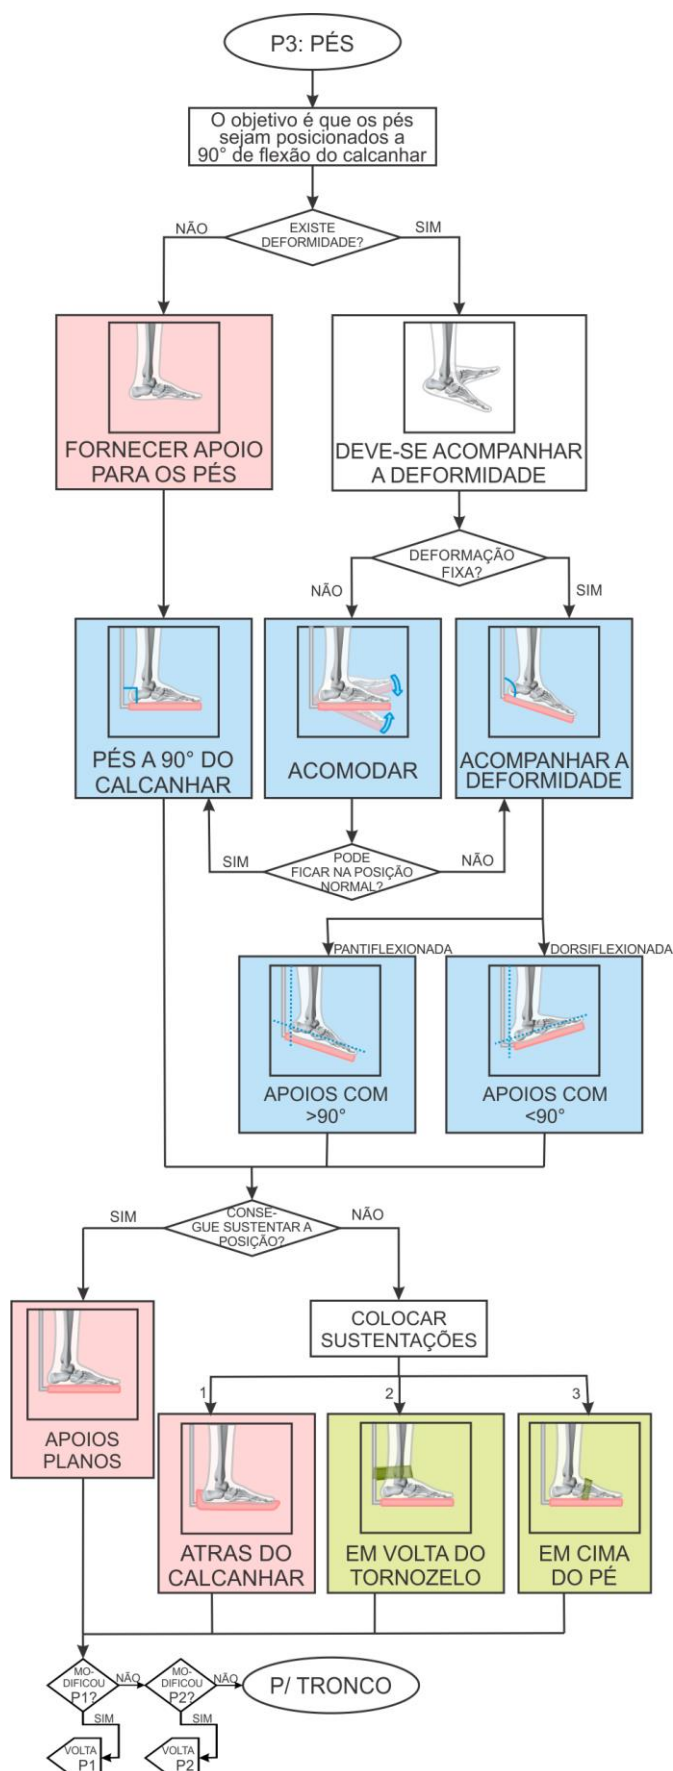 P3: PÉS
O objetivo é que os pés
sejam posicionados a
90° de flexão do calcanhar
NÃO
EXISTE
DEFORMIDADE?
SIM
FORNECER APOIO
PARA OS PÉS
DEVE-SE ACOMPANHAR
A DEFORMIDADE
DEFORMAÇÃO
FIXA?
NÃO
SIM
PÉS A 90° DO
CALCANHAR
ACOMODAR
ACOMPANHAR A
DEFORMIDADE
SIM
PODE
FICAR NA POSIÇÃO
NORMAL?
NÃO
PANTIFLEXIONADA
DORSIFLEXIONADA
APOIOS COM
>90°
APOIOS COM
<90°
SIM
CONSE-
GUE SUSTENTAR A
POSIÇÃO?
NÃO
APOIOS
PLANOS
COLOCAR
SUSTENTAÇÕES
1
2
3
ATRAS DO
CALCANHAR
EM VOLTA DO
TORNOZELO
EM CIMA
DO PÉ
MO-
DIFICOU
P1?
NÃO
MO-
DIFICOU
P2?
NÃO
P/ TRONCO
SIM
SIM
VOLTA
P1
VOLTA
P2